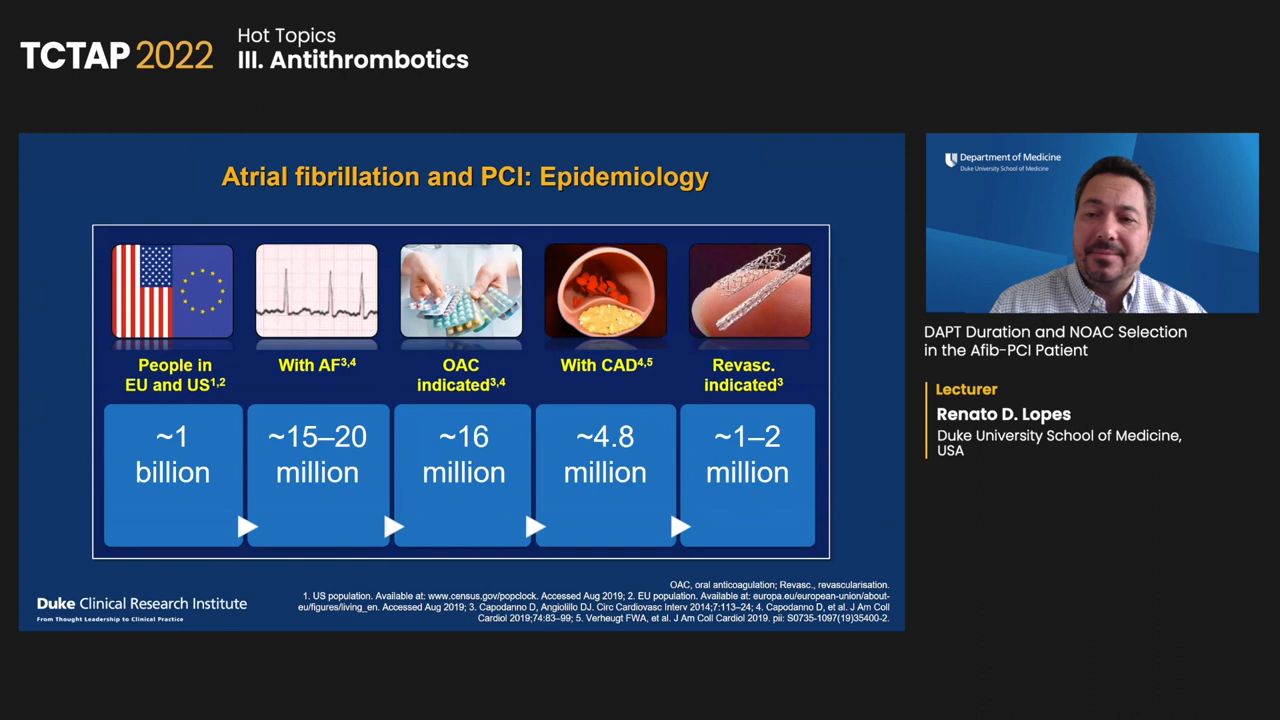 TCTAP 2022
Hot Topics
III. Antithrombotics
Atrial fibrillation and PCI: Epidemiology
People in
EU and US1,2
With AF3,4
OAC
indicated3,4
With CAD4,5
Revasc.
indicated3
~1
billion
~15–20
million
~16
million
~4.8
million
~1–2
million
OAC, oral anticoagulation; Revasc., revascularisation.
1. US population. Available at: www.census.gov/popclock. Accessed Aug 2019; 2. EU population. Available at: europa.eu/european-union/about-
eu/figures/living_en. Accessed Aug 2019; 3. Capodanno D, Angiolillo DJ. Circ Cardiovasc Interv 2014;7:113–24; 4. Capodanno D, et al. J Am Coll
Cardiol 2019;74:83–99; 5. Verheugt FWA, et al. J Am Coll Cardiol 2019. pii: S0735-1097(19)35400-2.
Duke Clinical Research Institute
From Thought Leadership to Clinical Practice
Department of Medicine
Duke University School of Medicine
DAPT Duration and NOAC Selection
in the Afib-PCI Patient
Lecturer
Renato D. Lopes
Duke University School of Medicine,
USA